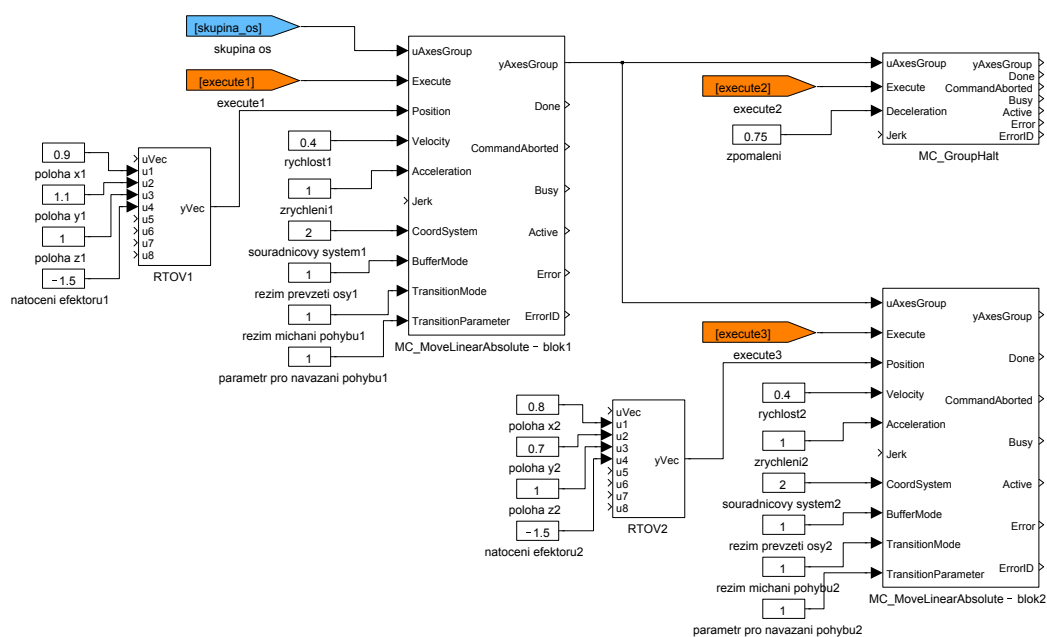 [skupina_os]
skupina os
[execute1]
execute1
0.9
poloha x1
1.1
poloha y1
1
poloha z1
−1.5
natoceni efektoru1
uVec
u1
u2
u3
u4
u5
u6
u7
u8
yVec
RTOV1
0.4
rychlost1
1
zrychleni1
2
souradnicovy system1
1
rezim prevzeti osy1
1
rezim michani pohybu1
1
parametr pro navazani pohybu1
uAxesGroup
Execute
Position
Velocity
Acceleration
Jerk
CoordSystem
BufferMode
TransitionMode
TransitionParameter
yAxesGroup
Done
CommandAborted
Busy
Active
Error
ErrorID
MC_MoveLinearAbsolute − blok1
[execute2]
execute2
0.75
zpomaleni
uAxesGroup
Execute
Deceleration
Jerk
yAxesGroup
Done
CommandAborted
Busy
Active
Error
ErrorID
MC_GroupHalt
[execute3]
execute3
0.8
poloha x2
0.7
poloha y2
1
poloha z2
−1.5
natoceni efektoru2
uVec
u1
u2
u3
u4
u5
u6
u7
u8
yVec
RTOV2
0.4
rychlost2
1
zrychleni2
2
souradnicovy system2
1
rezim prevzeti osy2
1
rezim michani pohybu2
1
parametr pro navazani pohybu2
uAxesGroup
Execute
Position
Velocity
Acceleration
Jerk
CoordSystem
BufferMode
TransitionMode
TransitionParameter
yAxesGroup
Done
CommandAborted
Busy
Active
Error
ErrorID
MC_MoveLinearAbsolute − blok2